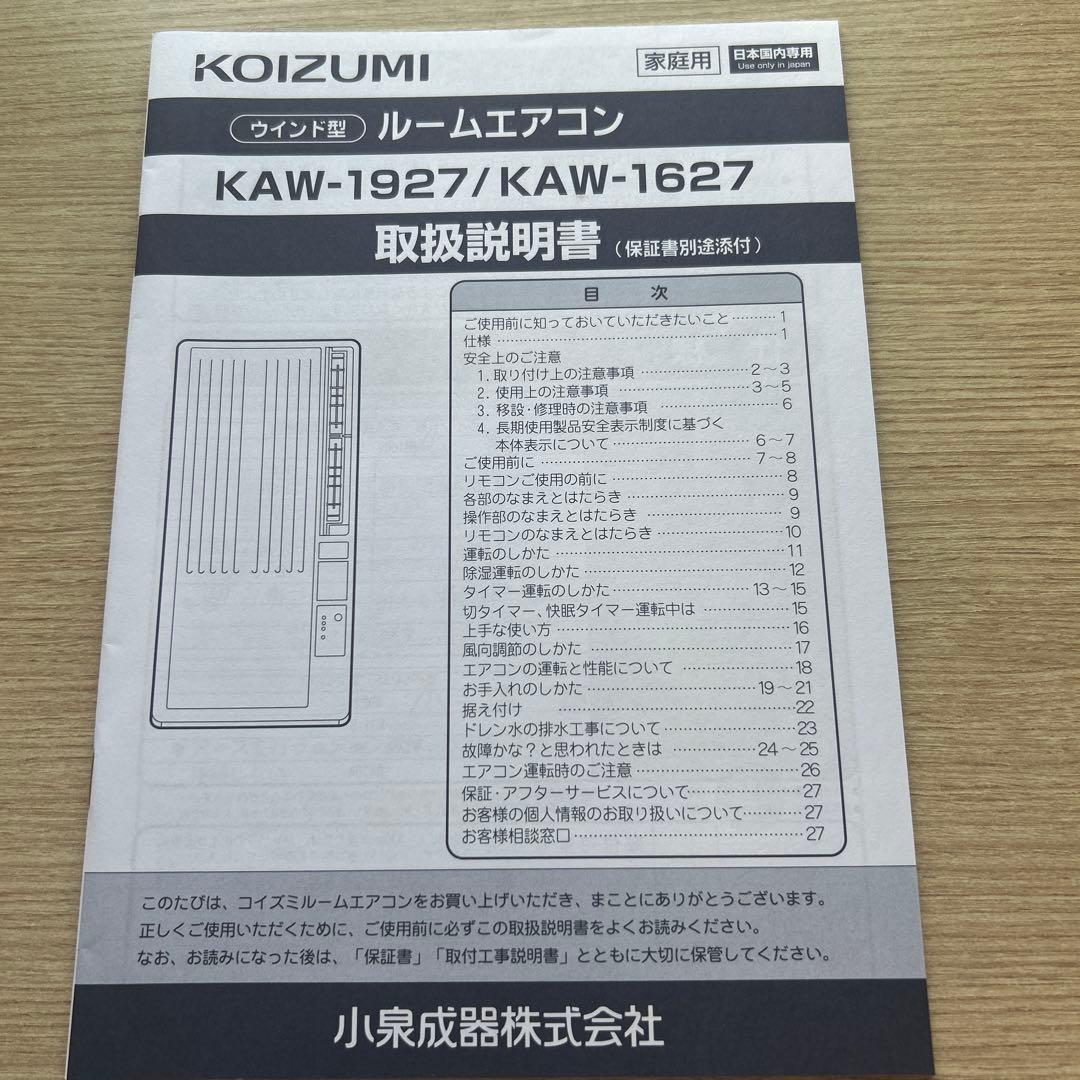 KOIZUMI
家庭用
日本国内専用
Use only in japan
ウインド型 ルームエアコン
KAW-1927/KAW-1627
取扱説明書(保証書別途添付)
目 次
ご使用前に知っておいていただきたいこと………1
仕様…………………………1
安全上のご注意
1. 取り付け上の注意事項…………………2~3
2. 使用上の注意事項…………………3~5
3. 移設・修理時の注意事項…………………6
4. 長期使用製品安全表示制度に基づく
本体表示について…………………6~7
ご使用前に…………………7~8
リモコンご使用の前に…………………8
各部のなまえとはたらき…………………9
操作部のなまえとはたらき…………………9
リモコンのなまえとはたらき…………………10
運転のしかた…………………11
除湿運転のしかた…………………12
タイマー運転のしかた…………………13~15
切タイマー、快眠タイマー運転中は…………………15
上手な使い方…………………16
風向調節のしかた…………………17
エアコンの運転と性能について…………………18
お手入れのしかた…………………19~21
据え付け…………………22
ドレン水の排水工事について…………………23
故障かな?と思われたときは…………………24~25
エアコン運転時のご注意…………………26
保証・アフターサービスについて…………………27
お客様の個人情報のお取り扱いについて…………27
お客様相談窓口…………………27
このたびは、コイズミルームエアコンをお買い上げいただき、まことにありがとうございます。
正しくご使用いただくために、ご使用前に必ずこの取扱説明書をよくお読みください。
なお、お読みになった後は、「保証書」「取付工事説明書」とともに大切に保管してください。
小泉成器株式会社